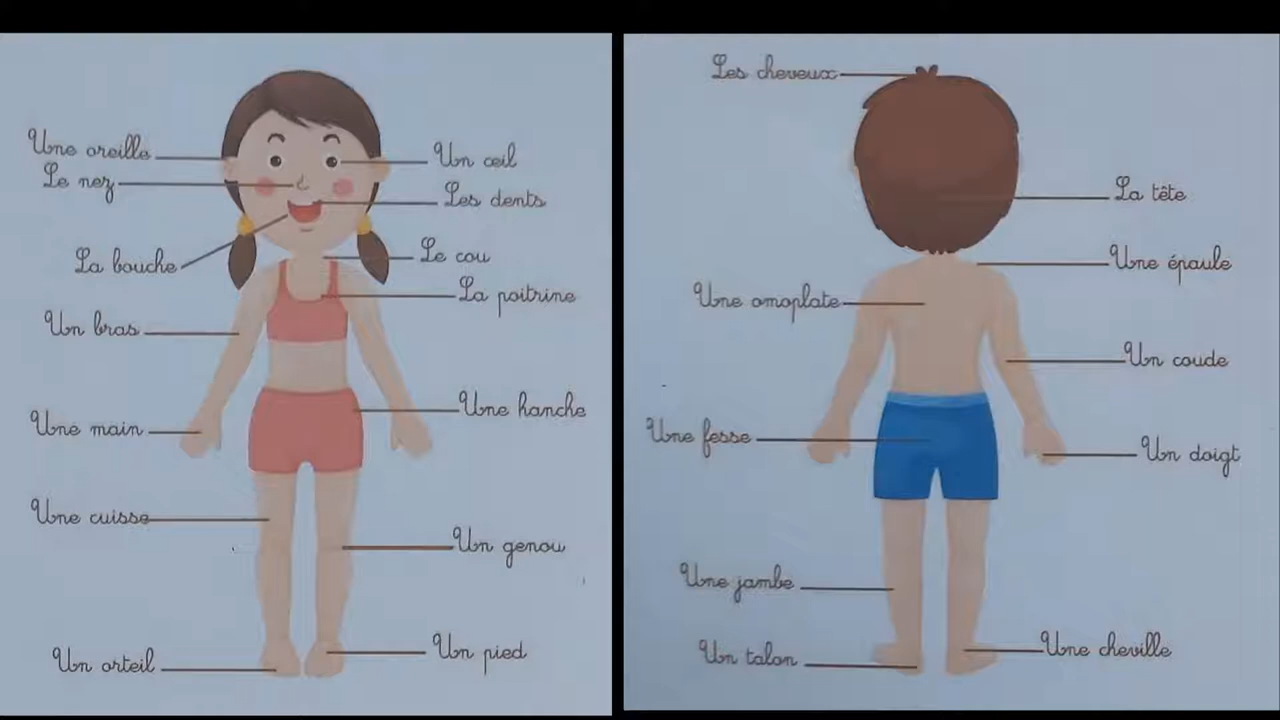 Une oreille
Un œil
Le nez
Les dents
La bouche
Le cou
La poitrine
Un bras
Une hanche
Une main
Une cuisse
Un genou
Un orteil
Un pied
Les cheveux
La tête
Une épaule
Une omoplate
Un coude
Une fesse
Un doigt
Une jambe
Un talon
Une cheville